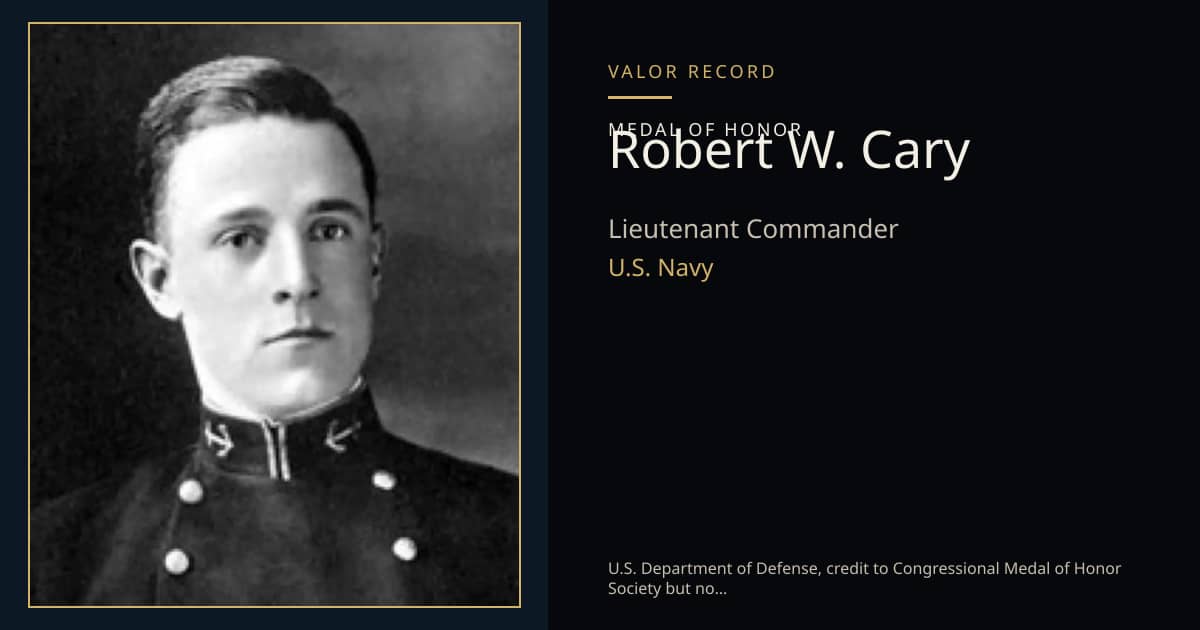 VALOR RECORD
MEDAL OF HONOR
Robert W. Cary
Lieutenant Commander
U.S. Navy
U.S. Department of Defense, credit to Congressional Medal of Honor
Society but no...